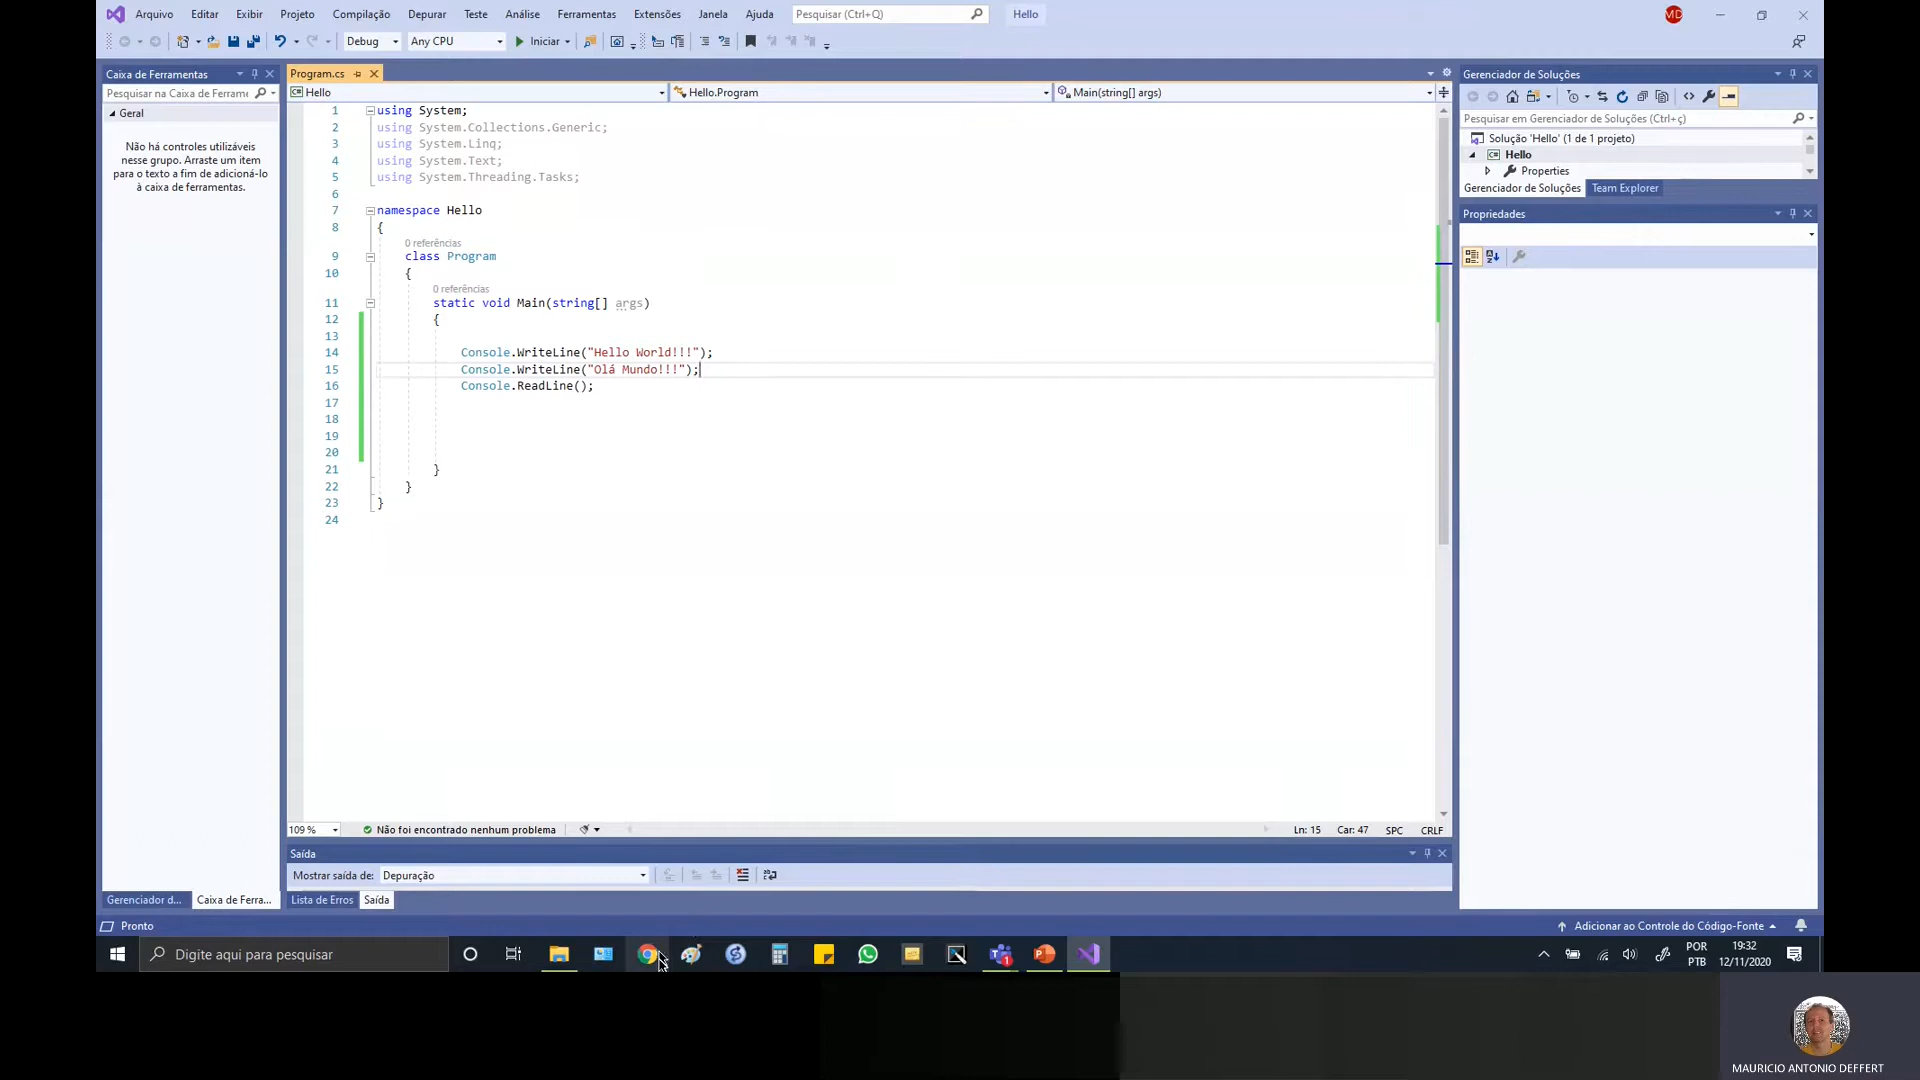 Arquivo Editar Exibir Projeto Compilação Depurar Teste Análise Ferramentas Extensões Janela Ajuda Pesquisar (Ctrl+Q) Hello MD
Debug Any CPU Iniciar
Caixa de Ferramentas
Pesquisar na Caixa de Ferrame
Geral
Não há controles utilizáveis
nesse grupo. Arraste um item
para o texto a fim de adicioná-lo
à caixa de ferramentas.
Gerenciador d... Caixa de Ferra...
Program.cs
Hello Hello.Program Main(string[] args)
1 using System;
2 using System.Collections.Generic;
3 using System.Linq;
4 using System.Text;
5 using System.Threading.Tasks;
6
7 namespace Hello
8 {
0 referências
9 class Program
10 {
0 referências
11 static void Main(string[] args)
12 {
13
14 Console.WriteLine("Hello World!!!");
15 Console.WriteLine("Olá Mundo!!!");
16 Console.ReadLine();
17
18
19
20
21 }
22 }
23 }
24
109 % Não foi encontrado nenhum problema Ln: 15 Car: 47 SPC CRLF
Saída
Mostrar saída de: Depuração
Lista de Erros Saída
Gerenciador de Soluções
Pesquisar em Gerenciador de Soluções (Ctrl+ç)
Solução 'Hello' (1 de 1 projeto)
C# Hello
Properties
Gerenciador de Soluções Team Explorer
Propriedades
Pronto Adicionar ao Controle do Código-Fonte
Digite aqui para pesquisar
POR
PTB
19:32
12/11/2020
MAURICIO ANTONIO DEFFERT